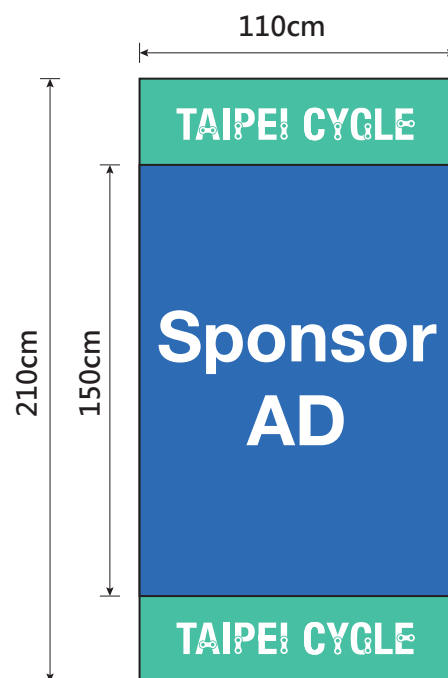 110cm
TAIPEI CYCLE
210cm
150cm
Sponsor
AD
TAIPEI CYCLE